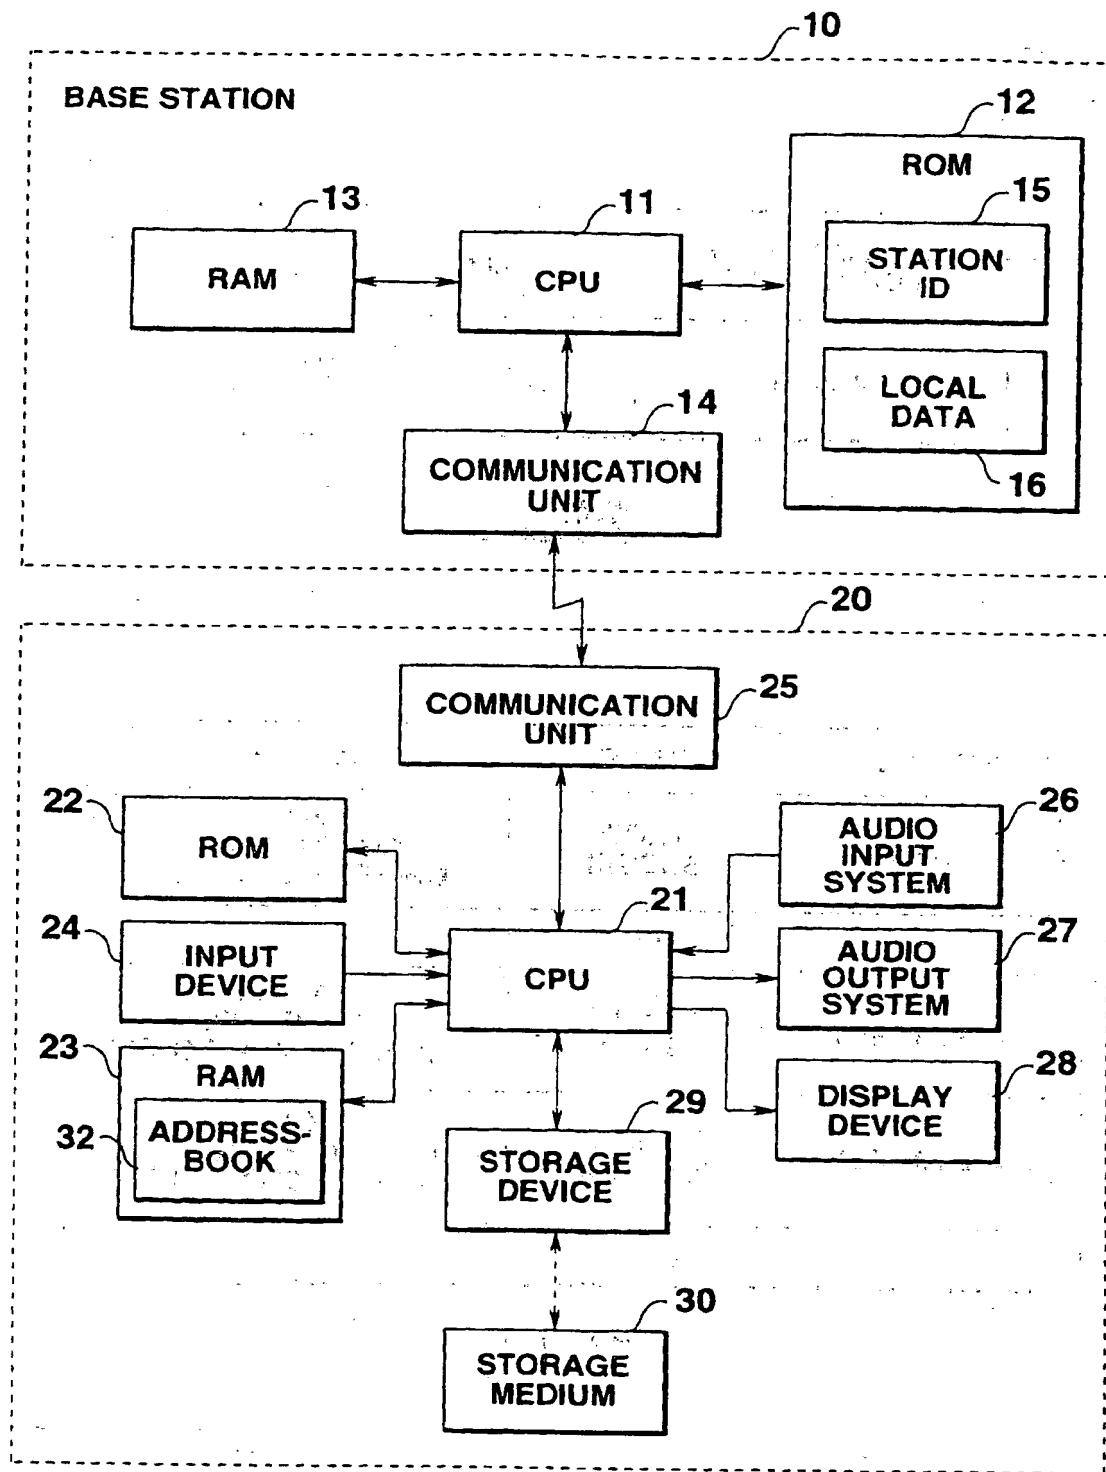 10
BASE STATION
12
ROM
13
11
15
RAM
CPU
STATION
ID
14
LOCAL
DATA
COMMUNICATION
UNIT
16
20
COMMUNICATION
UNIT
25
22
ROM
26
AUDIO
INPUT
SYSTEM
24
INPUT
DEVICE
21
CPU
27
AUDIO
OUTPUT
SYSTEM
23
RAM
32
ADDRESS-
BOOK
29
STORAGE
DEVICE
28
DISPLAY
DEVICE
30
STORAGE
MEDIUM